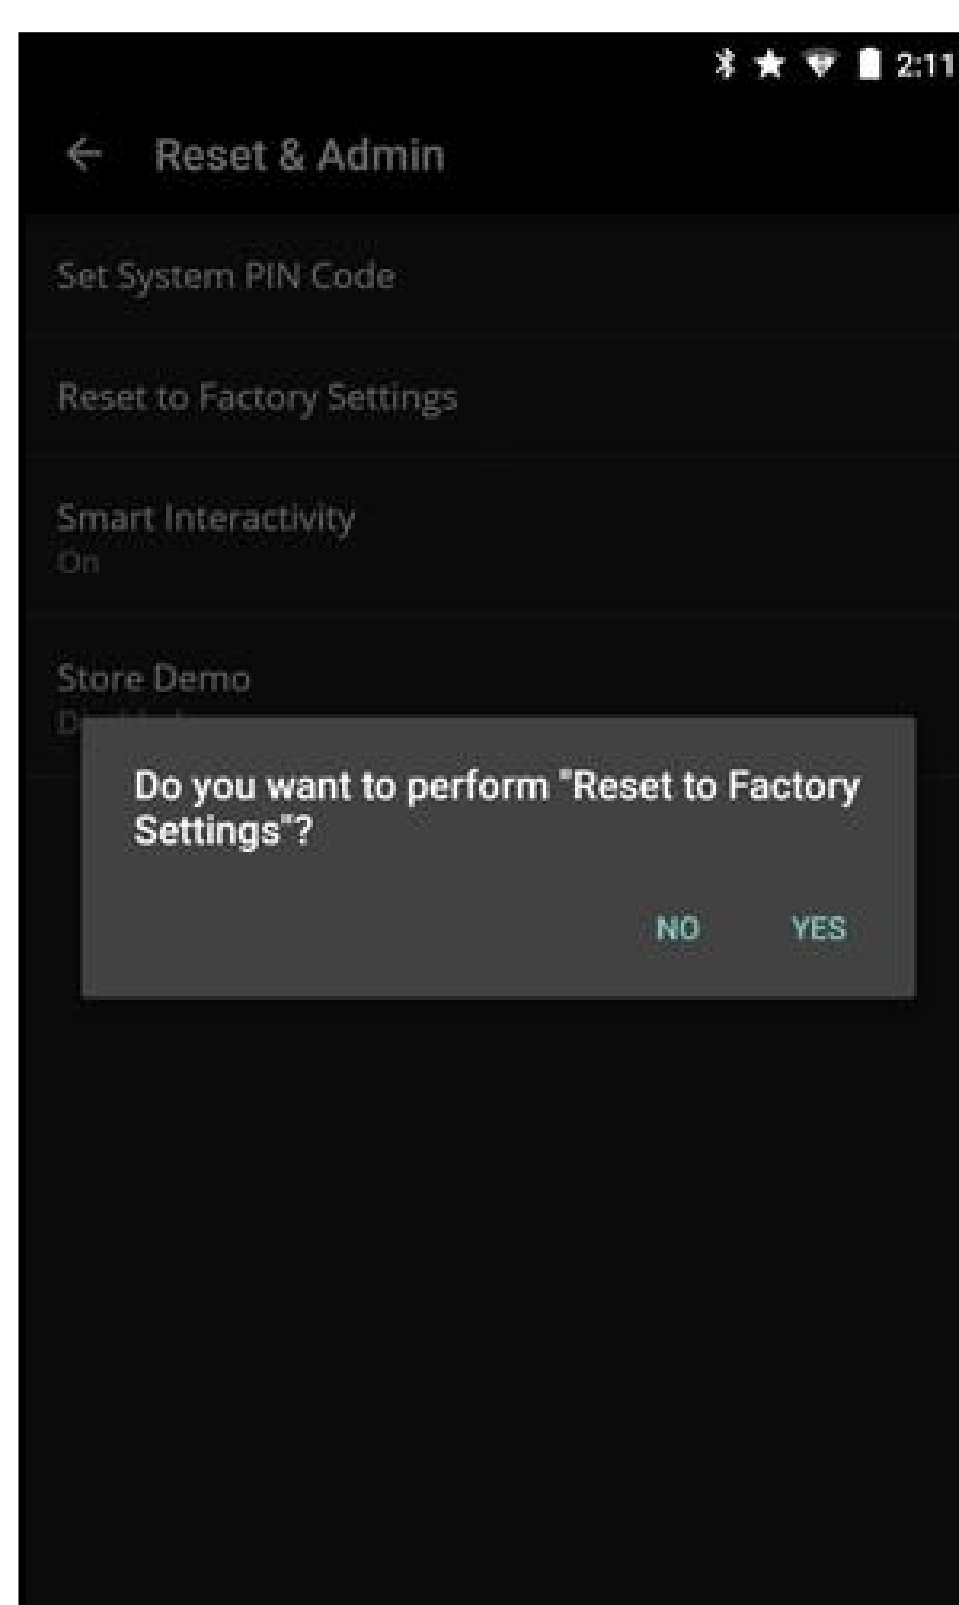 2:11
Reset & Admin
Set System PIN Code
Reset to Factory Settings
Smart Interactivity
On
Store Demo
Do you want to perform "Reset to Factory
Settings"?
NO YES